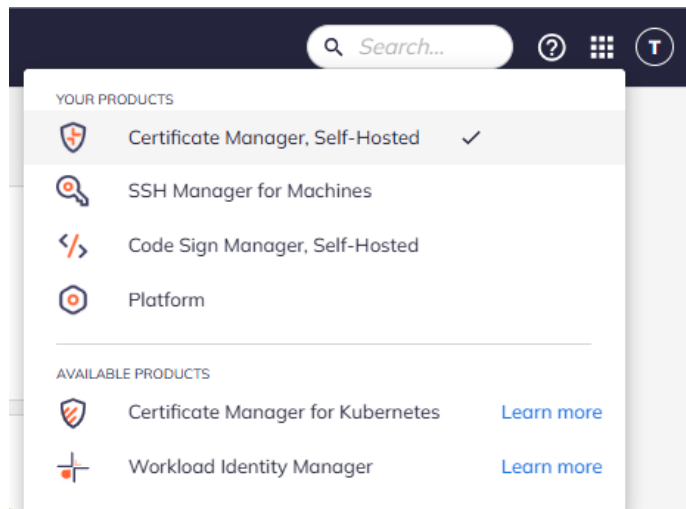 Search...
T
YOUR PRODUCTS
Certificate Manager, Self-Hosted
SSH Manager for Machines
Code Sign Manager, Self-Hosted
Platform
AVAILABLE PRODUCTS
Certificate Manager for Kubernetes Learn more
Workload Identity Manager Learn more